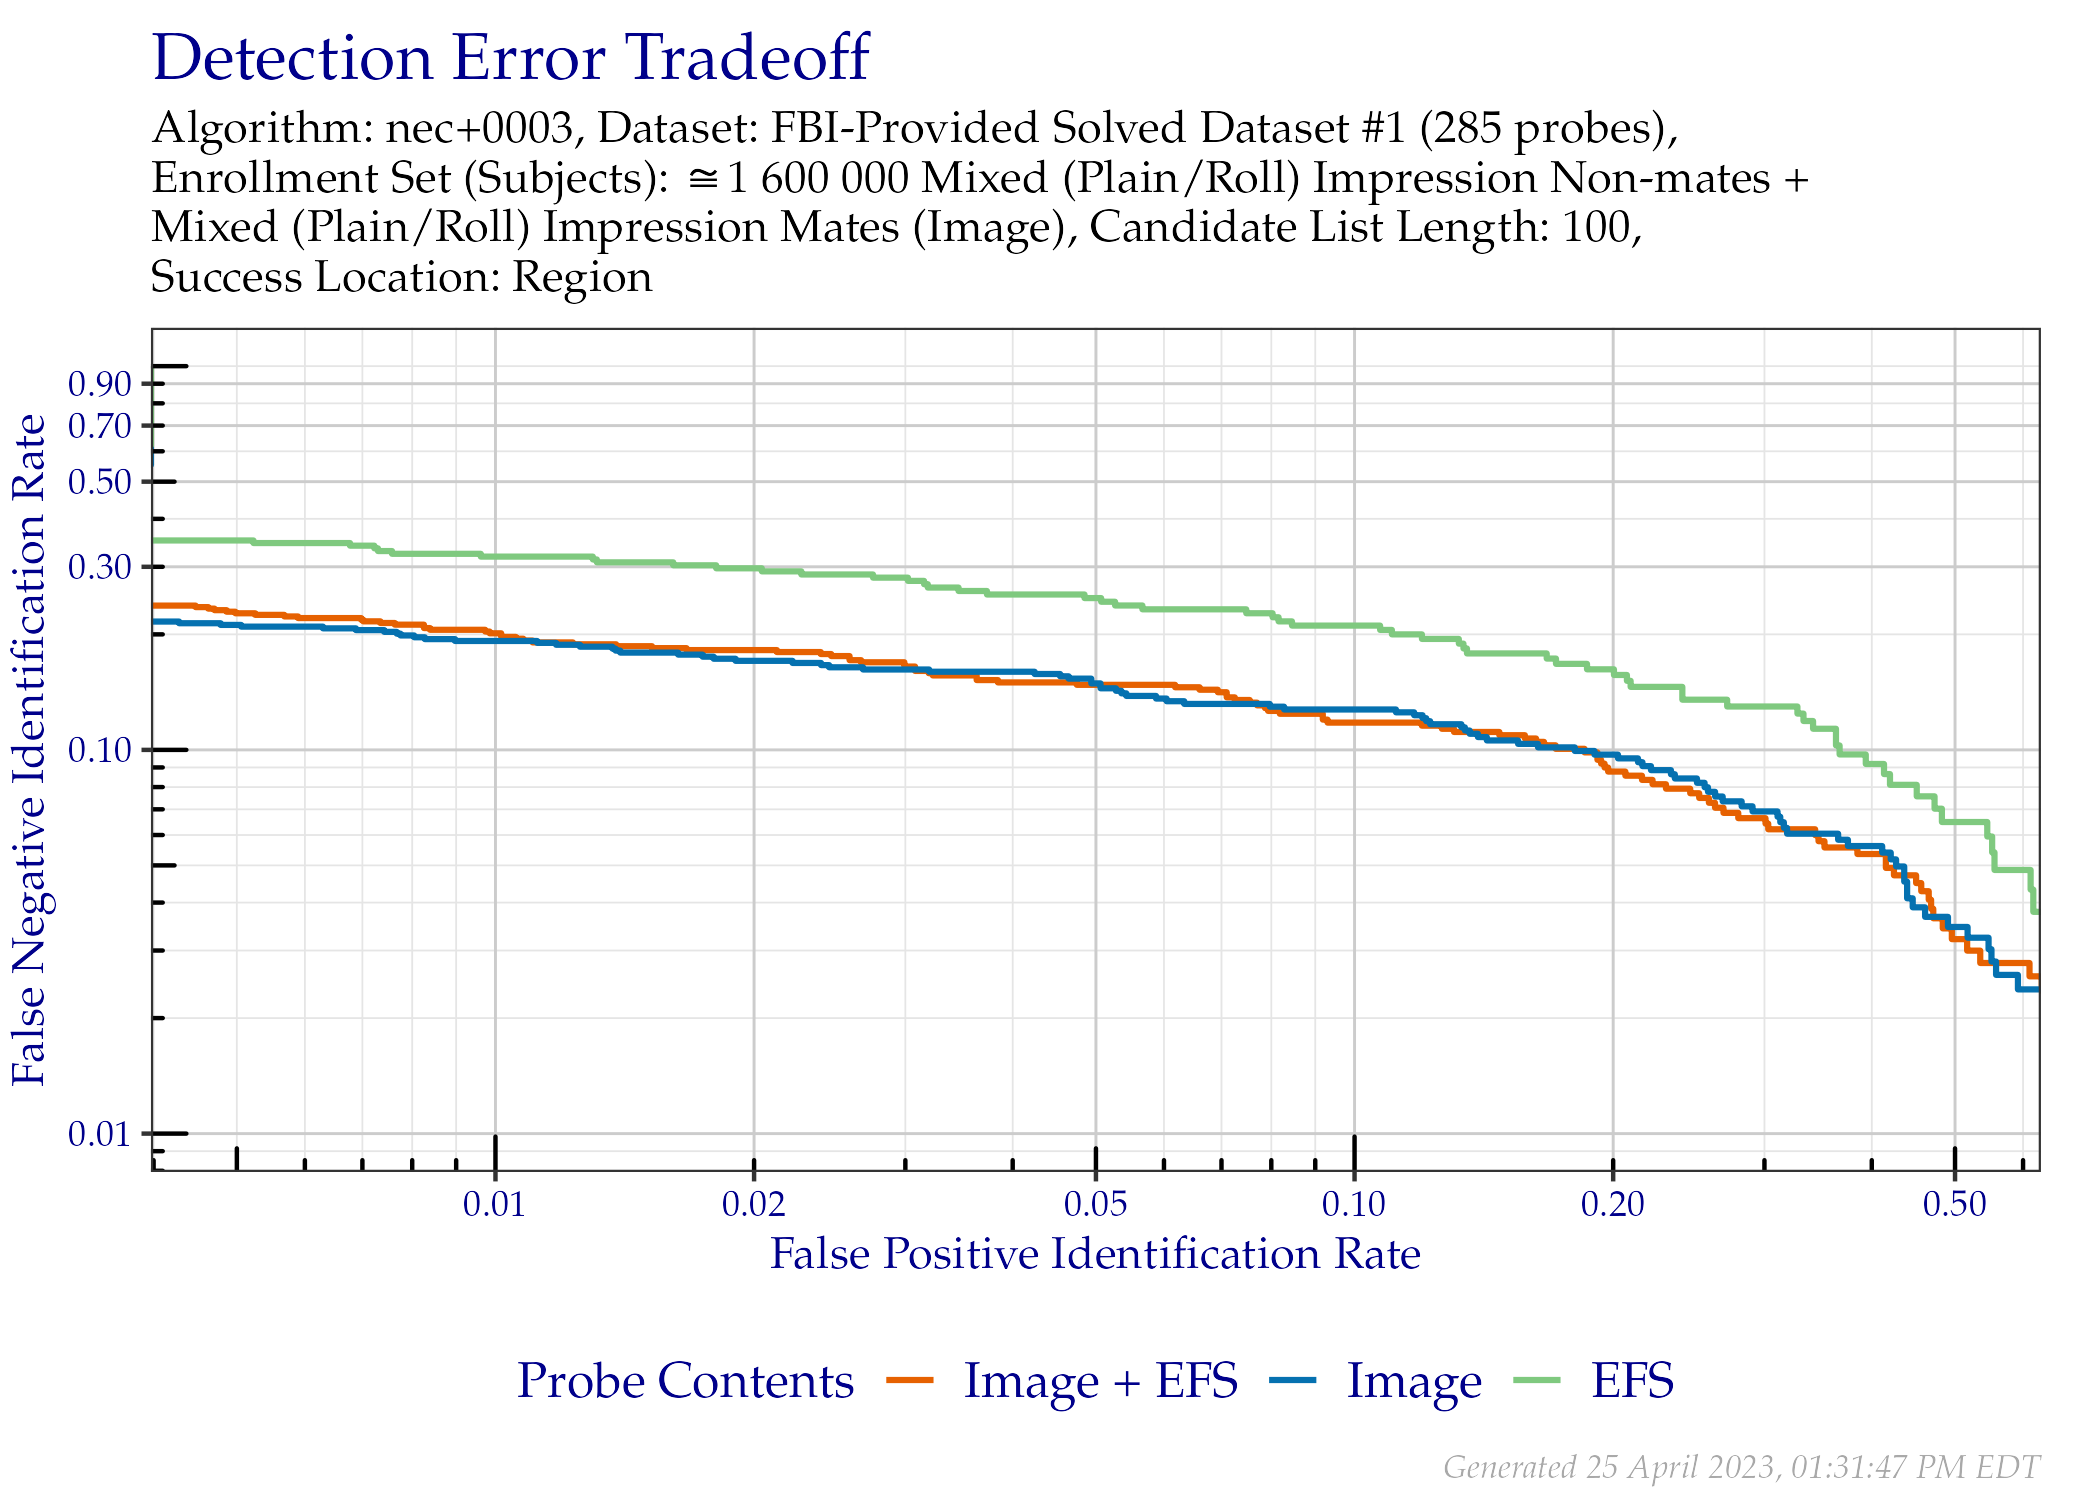 Detection Error Tradeoff
Algorithm: nec+0003, Dataset: FBI-Provided Solved Dataset #1 (285 probes),
Enrollment Set (Subjects): ≅ 1 600 000 Mixed (Plain/Roll) Impression Non-mates +
Mixed (Plain/Roll) Impression Mates (Image), Candidate List Length: 100,
Success Location: Region
False Negative Identification Rate
0.90
0.70
0.50
0.30
0.10
0.01
0.01 0.02 0.05 0.10 0.20 0.50
False Positive Identification Rate
Probe Contents Image + EFS Image EFS
Generated 25 April 2023, 01:31:47 PM EDT